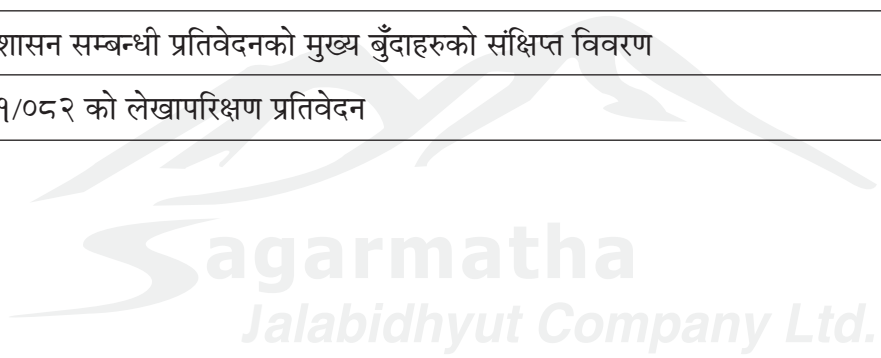 शासन सम्बन्धी प्रतिवेदनको मुख्य बुँदाहरुको संक्षिप्त विवरण
१/०८२ को लेखापरिक्षण प्रतिवेदन
Sagarmatha
Jalabidhyut Company Ltd.